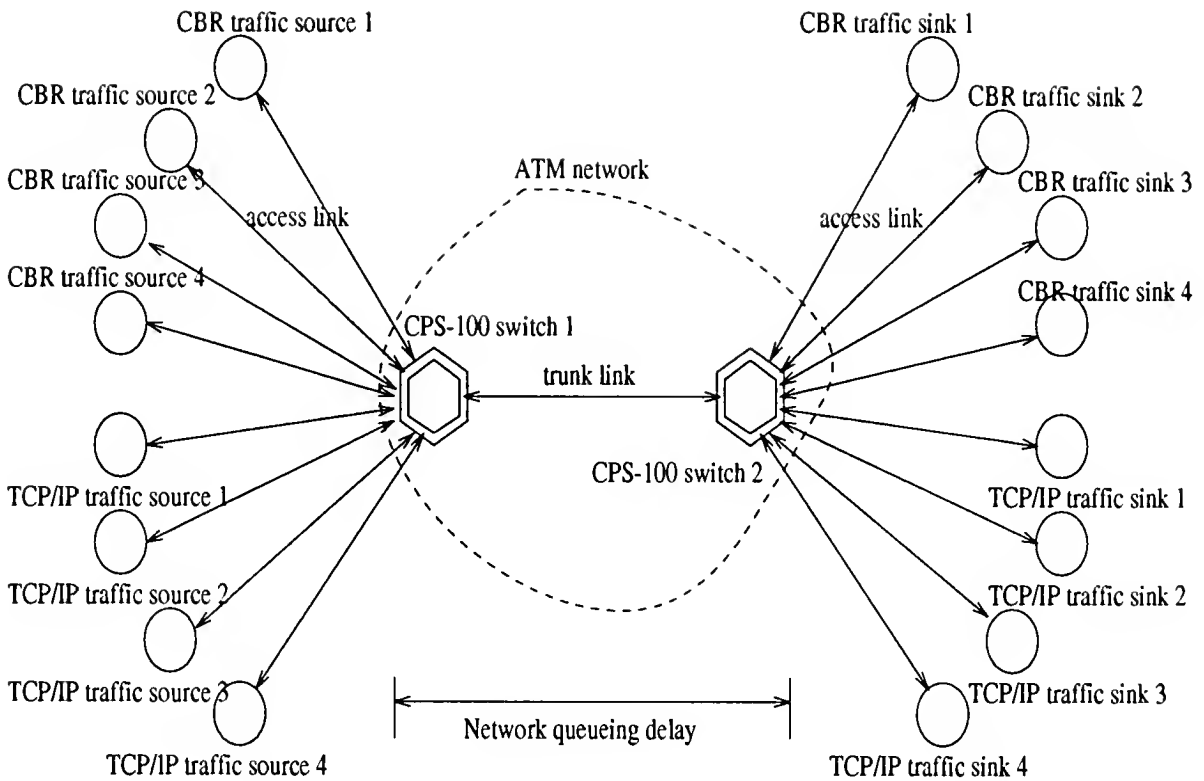 CBR traffic source 1
CBR traffic sink 1
CBR traffic source 2
CBR traffic sink 2
ATM network
CBR traffic source 3
CBR traffic sink 3
access link
access link
CBR traffic source 4
CBR traffic sink 4
CPS-100 switch 1
trunk link
CPS-100 switch 2
TCP/IP traffic source 1
TCP/IP traffic sink 1
TCP/IP traffic source 2
TCP/IP traffic sink 2
TCP/IP traffic source 3
TCP/IP traffic sink 3
Network queueing delay
TCP/IP traffic source 4
TCP/IP traffic sink 4